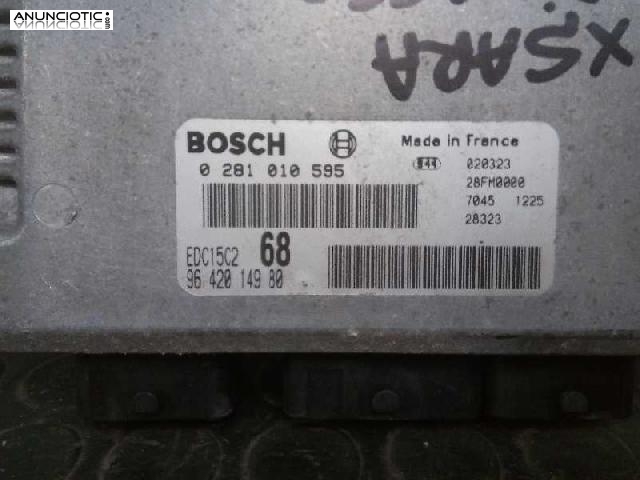 ANUNCIOTIC.com
XSARA
BOSCH
Made in France
0 281 010 595
020323
28FM0000
7045 1225
28323
EDC15C2 68
96 420 149 80